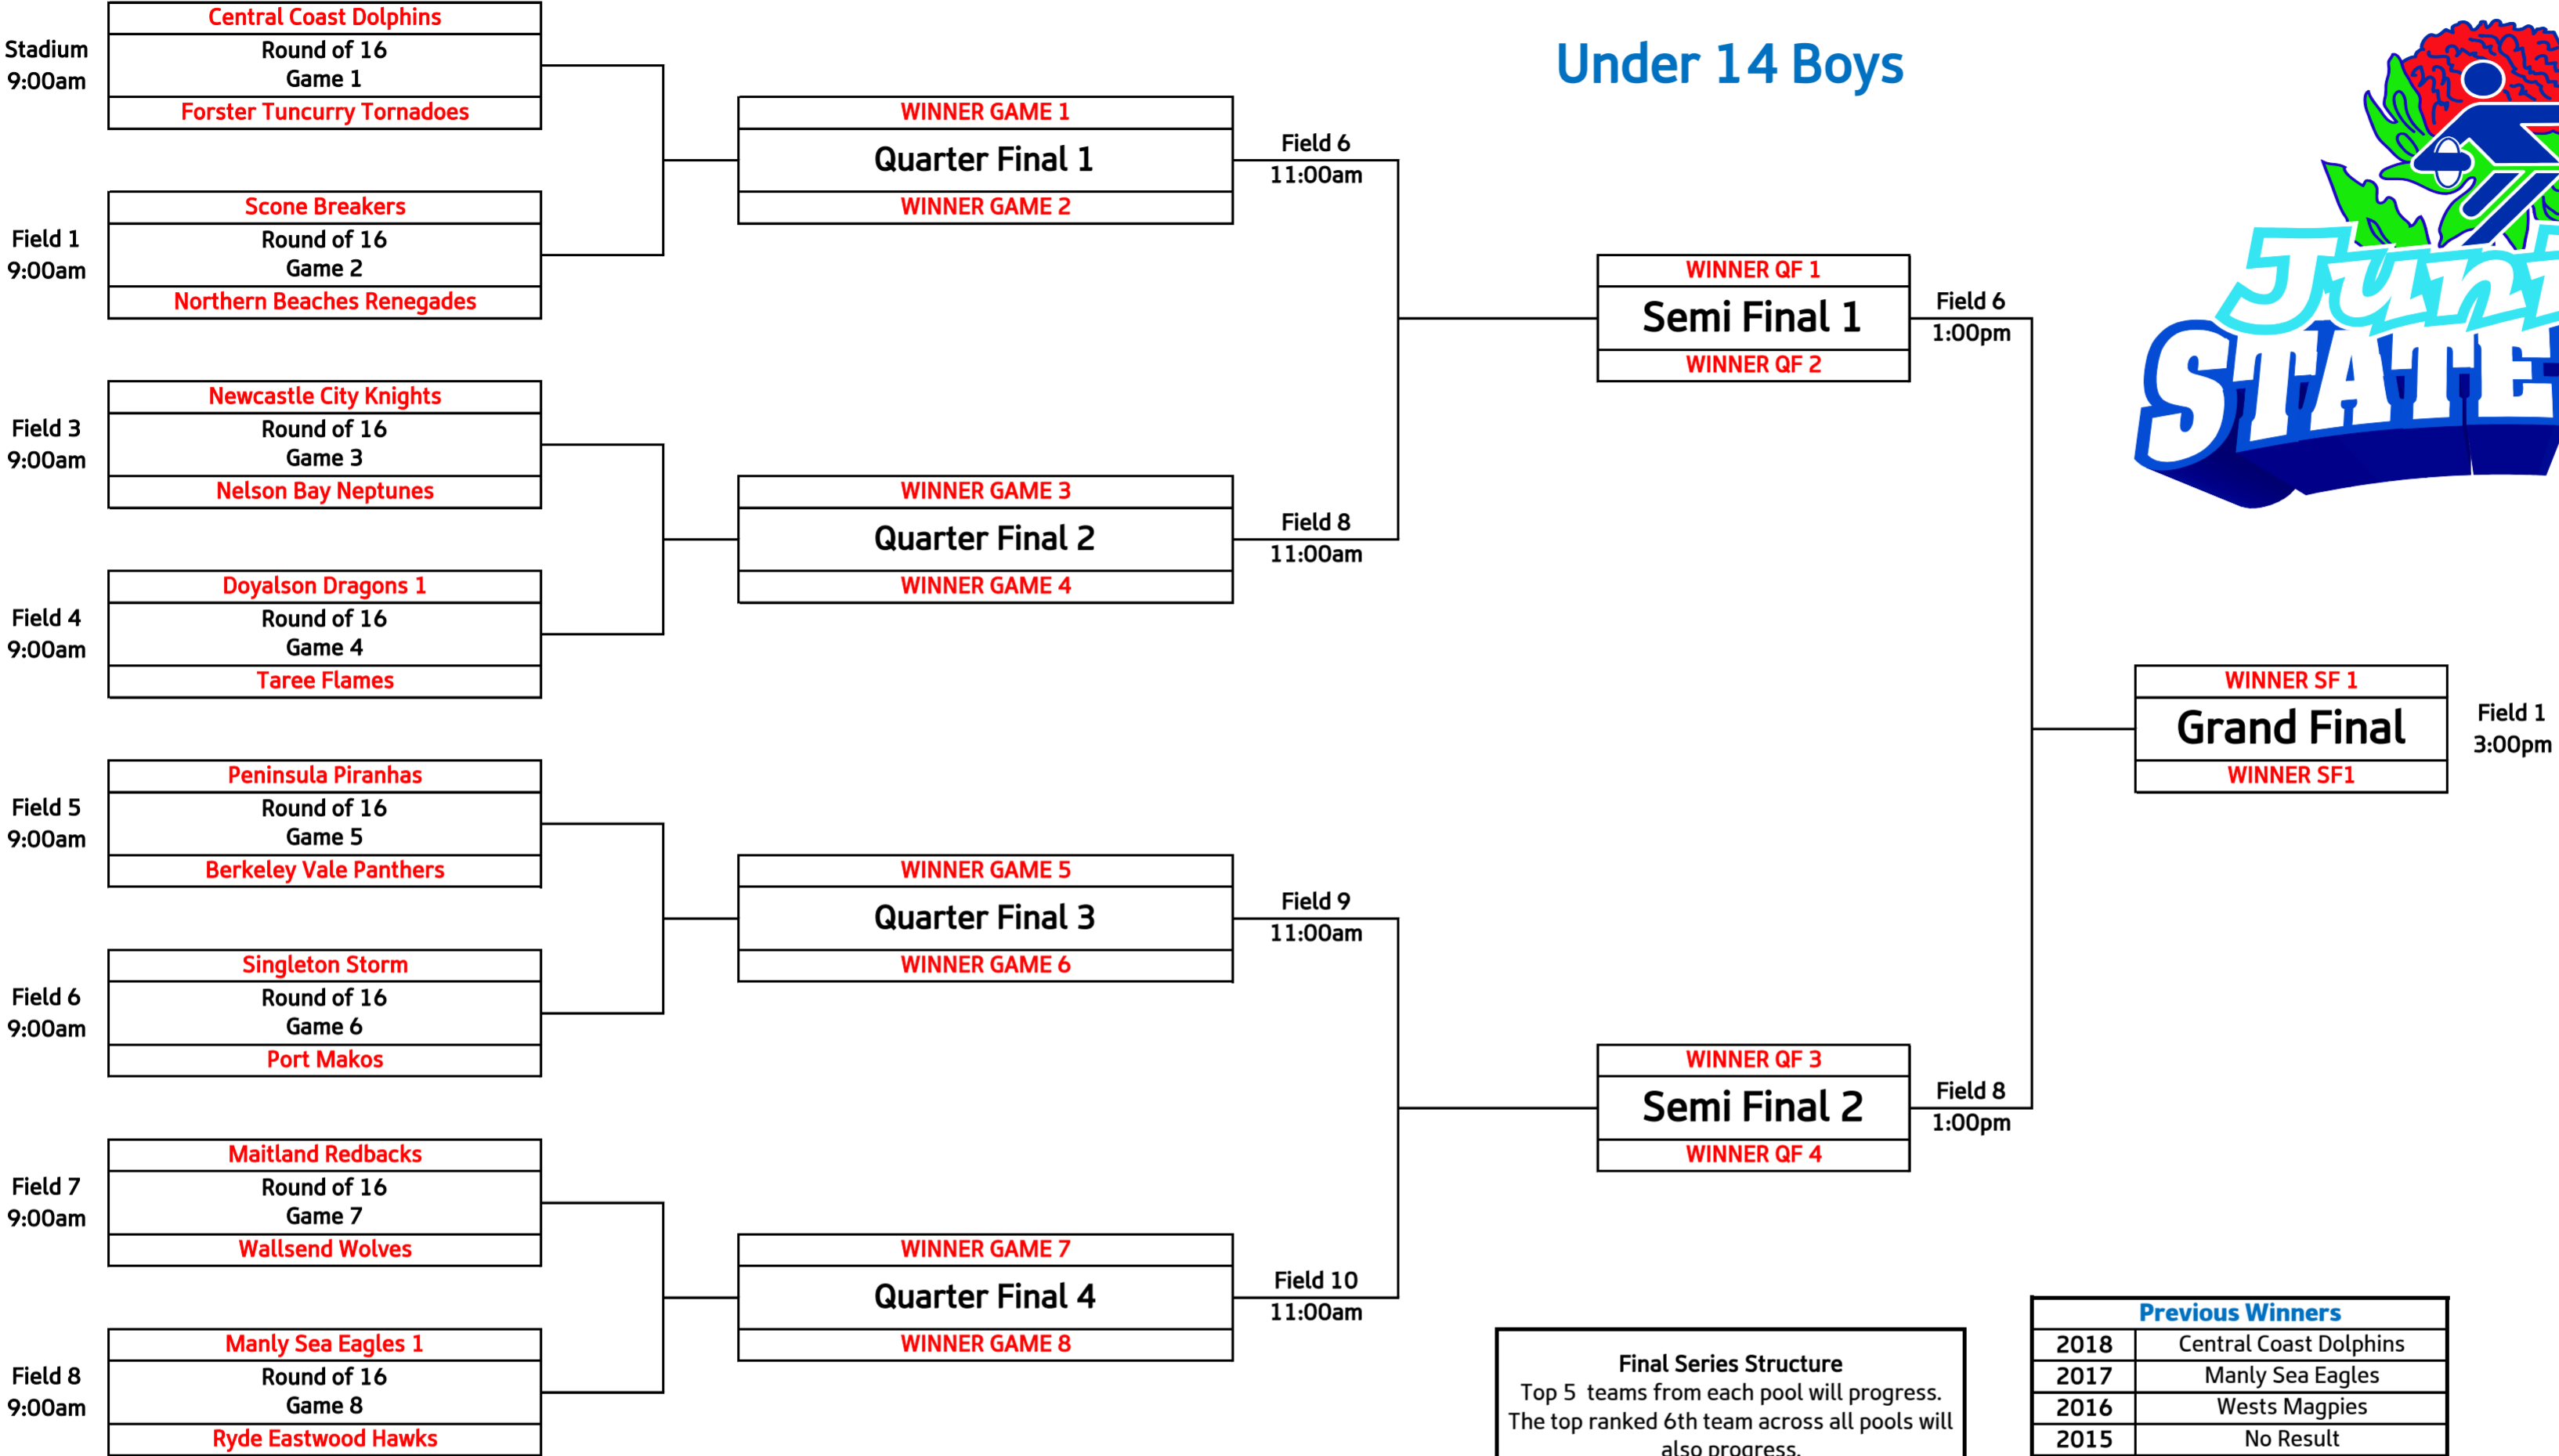 Under 14 Boys
Stadium
9:00am
Central Coast Dolphins
Round of 16
Game 1
Forster Tuncurry Tornadoes
Field 1
9:00am
Scone Breakers
Round of 16
Game 2
Northern Beaches Renegades
Field 3
9:00am
Newcastle City Knights
Round of 16
Game 3
Nelson Bay Neptunes
Field 4
9:00am
Doyalson Dragons 1
Round of 16
Game 4
Taree Flames
Field 5
9:00am
Peninsula Piranhas
Round of 16
Game 5
Berkeley Vale Panthers
Field 6
9:00am
Singleton Storm
Round of 16
Game 6
Port Makos
Field 7
9:00am
Maitland Redbacks
Round of 16
Game 7
Wallsend Wolves
Field 8
9:00am
Manly Sea Eagles 1
Round of 16
Game 8
Ryde Eastwood Hawks
WINNER GAME 1
Quarter Final 1
WINNER GAME 2
Field 6
11:00am
WINNER GAME 3
Quarter Final 2
WINNER GAME 4
Field 8
11:00am
WINNER GAME 5
Quarter Final 3
WINNER GAME 6
Field 9
11:00am
WINNER GAME 7
Quarter Final 4
WINNER GAME 8
Field 10
11:00am
WINNER QF 1
Semi Final 1
WINNER QF 2
Field 6
1:00pm
WINNER QF 3
Semi Final 2
WINNER QF 4
Field 8
1:00pm
WINNER SF 1
Grand Final
WINNER SF1
Field 1
3:00pm
STATE
Final Series Structure
Top 5 teams from each pool will progress.
The top ranked 6th team across all pools will
also progress.
Previous Winners
2018 Central Coast Dolphins
2017 Manly Sea Eagles
2016 Wests Magpies
2015 No Result